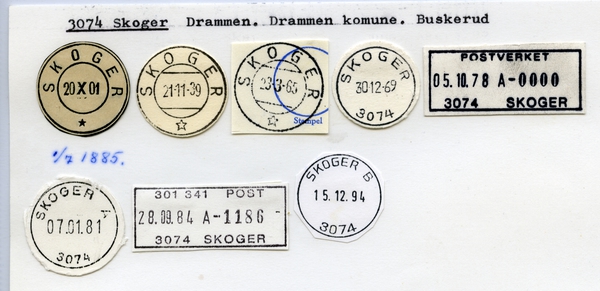 3074 Skoger Drammen. Drammen komune. Buskerud
SKOGER
20 X 01
SKOGER
21-11-39
SKOGER
23-3-63
Stempel
SKOGER
30-12-69
3074
POSTVERKET
05.10.78 A-0000
3074 SKOGER
1/7 1885.
SKOGER A
07.01.81
3074
301 341 POST
28.09.84 A-1186
3074 SKOGER
SKOGER B
15.12.94
3074